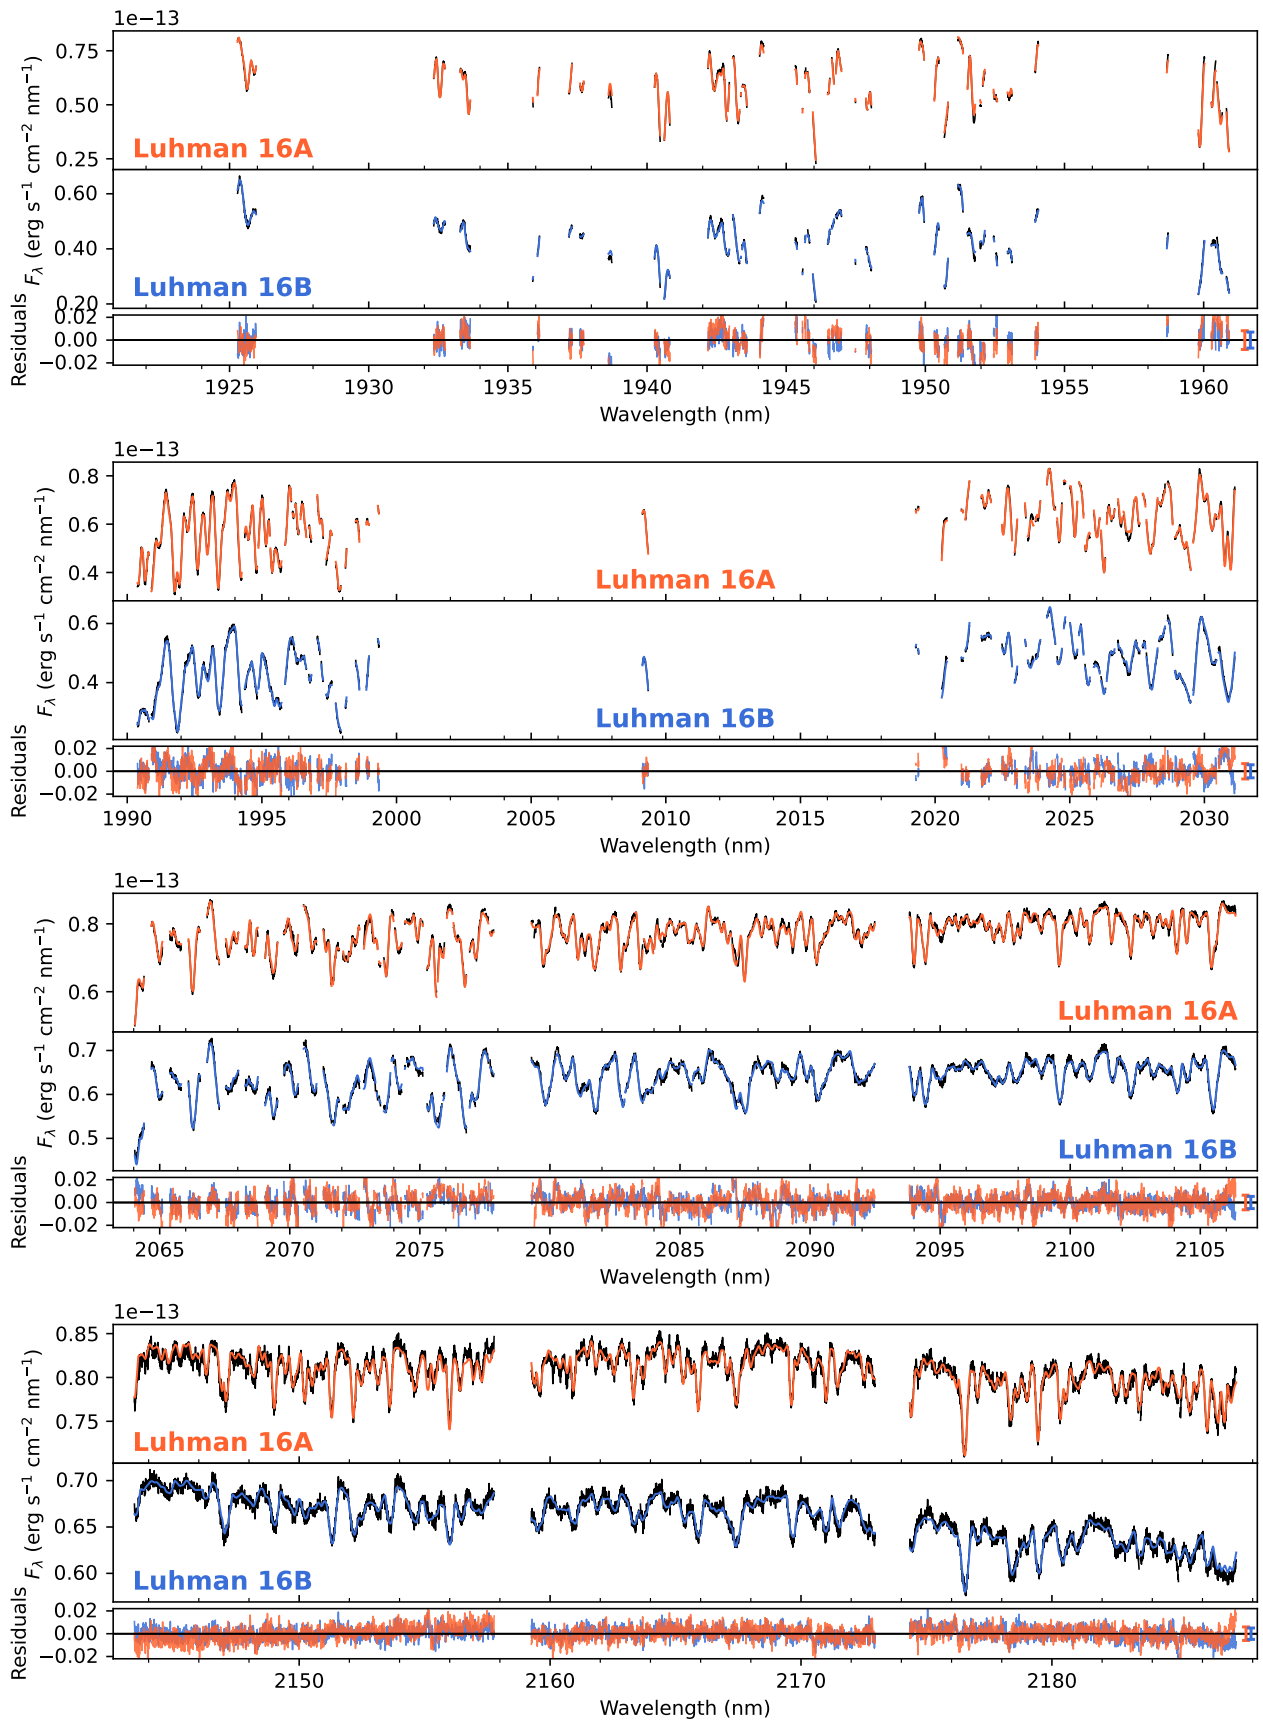 1e−13
0.75
0.50
0.25
Luhman 16A
F_λ (erg s⁻¹ cm⁻² nm⁻¹)
0.60
0.40
0.20
Luhman 16B
Residuals
0.02
0.00
−0.02
1925 1930 1935 1940 1945 1950 1955 1960
Wavelength (nm)
1e−13
0.8
0.6
0.4
Luhman 16A
F_λ (erg s⁻¹ cm⁻² nm⁻¹)
0.6
0.4
Luhman 16B
Residuals
0.02
0.00
−0.02
1990 1995 2000 2005 2010 2015 2020 2025 2030
Wavelength (nm)
1e−13
0.8
0.6
Luhman 16A
F_λ (erg s⁻¹ cm⁻² nm⁻¹)
0.7
0.6
0.5
Luhman 16B
Residuals
0.02
0.00
−0.02
2065 2070 2075 2080 2085 2090 2095 2100 2105
Wavelength (nm)
1e−13
0.85
0.80
0.75
Luhman 16A
F_λ (erg s⁻¹ cm⁻² nm⁻¹)
0.70
0.65
0.60
Luhman 16B
Residuals
0.02
0.00
−0.02
2150 2160 2170 2180
Wavelength (nm)